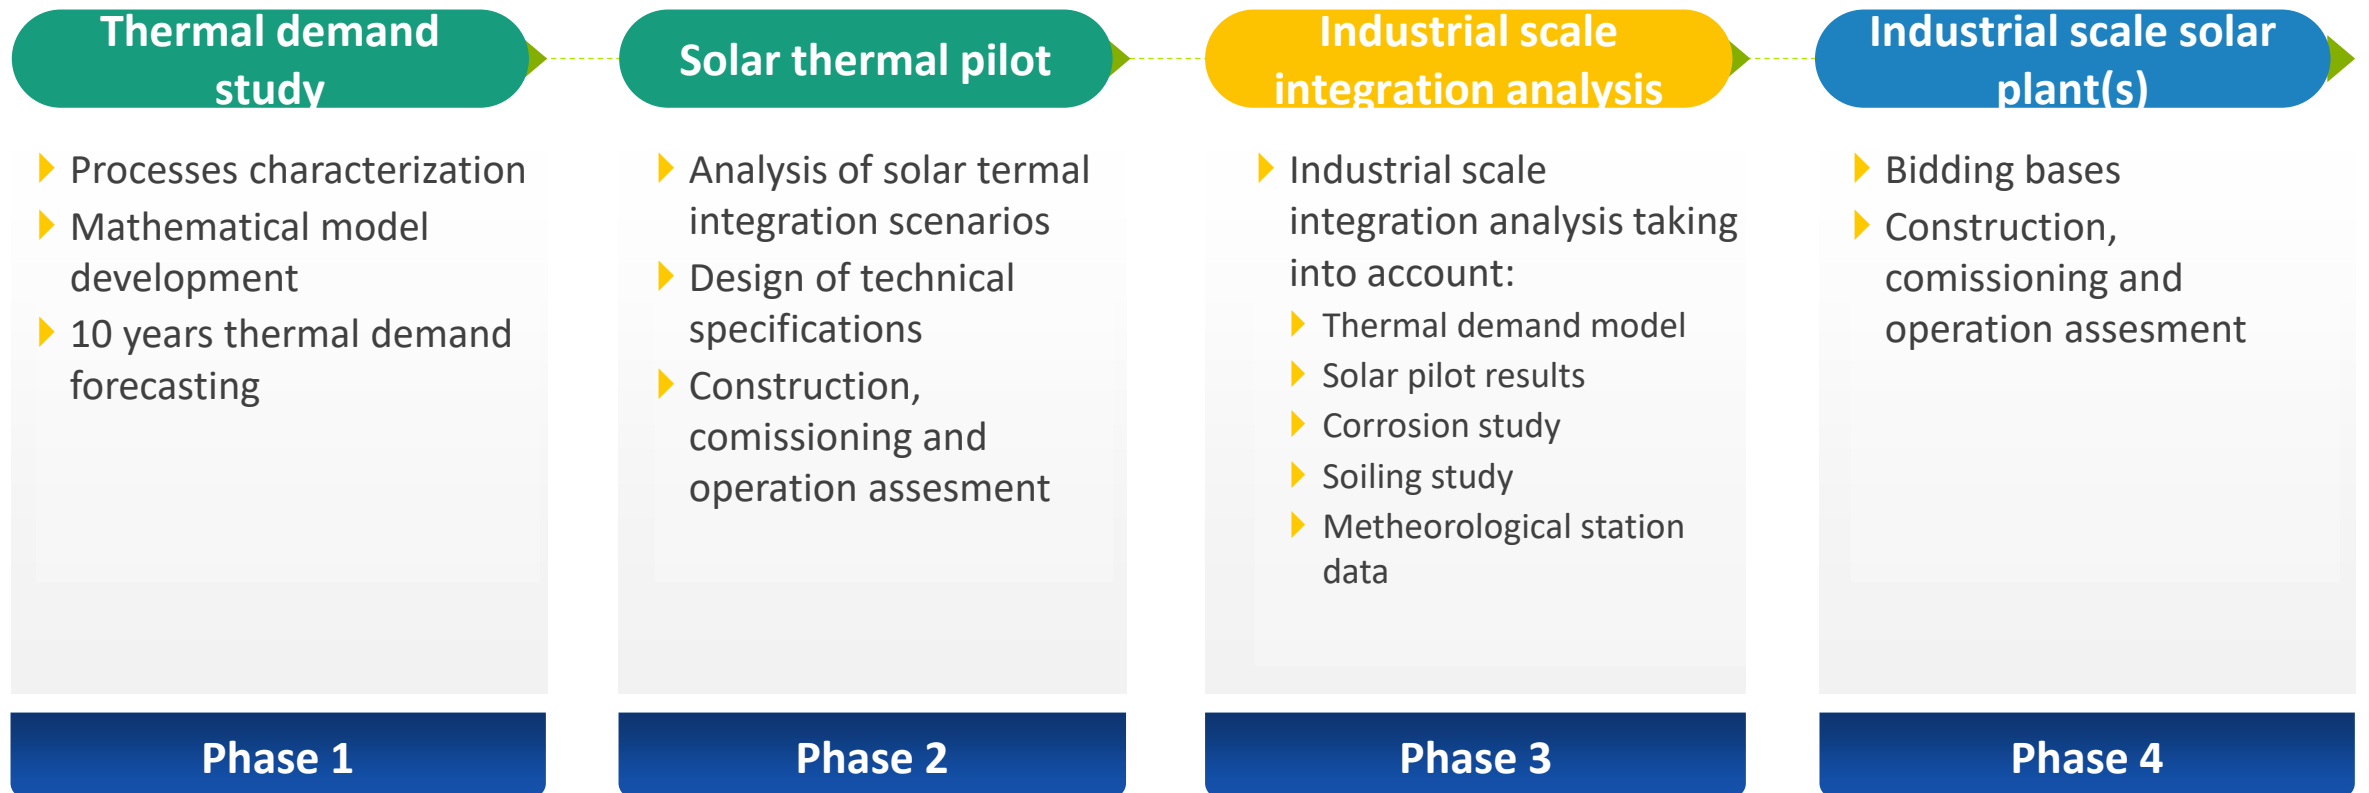 Thermal demand
study
Solar thermal pilot
Industrial scale
integration analysis
Industrial scale solar
plant(s)
Processes characterization
Mathematical model
development
10 years thermal demand
forecasting
Analysis of solar termal
integration scenarios
Design of technical
specifications
Construction,
comissioning and
operation assesment
Industrial scale
integration analysis taking
into account:
Thermal demand model
Solar pilot results
Corrosion study
Soiling study
Metheorological station
data
Bidding bases
Construction,
comissioning and
operation assesment
Phase 1
Phase 2
Phase 3
Phase 4